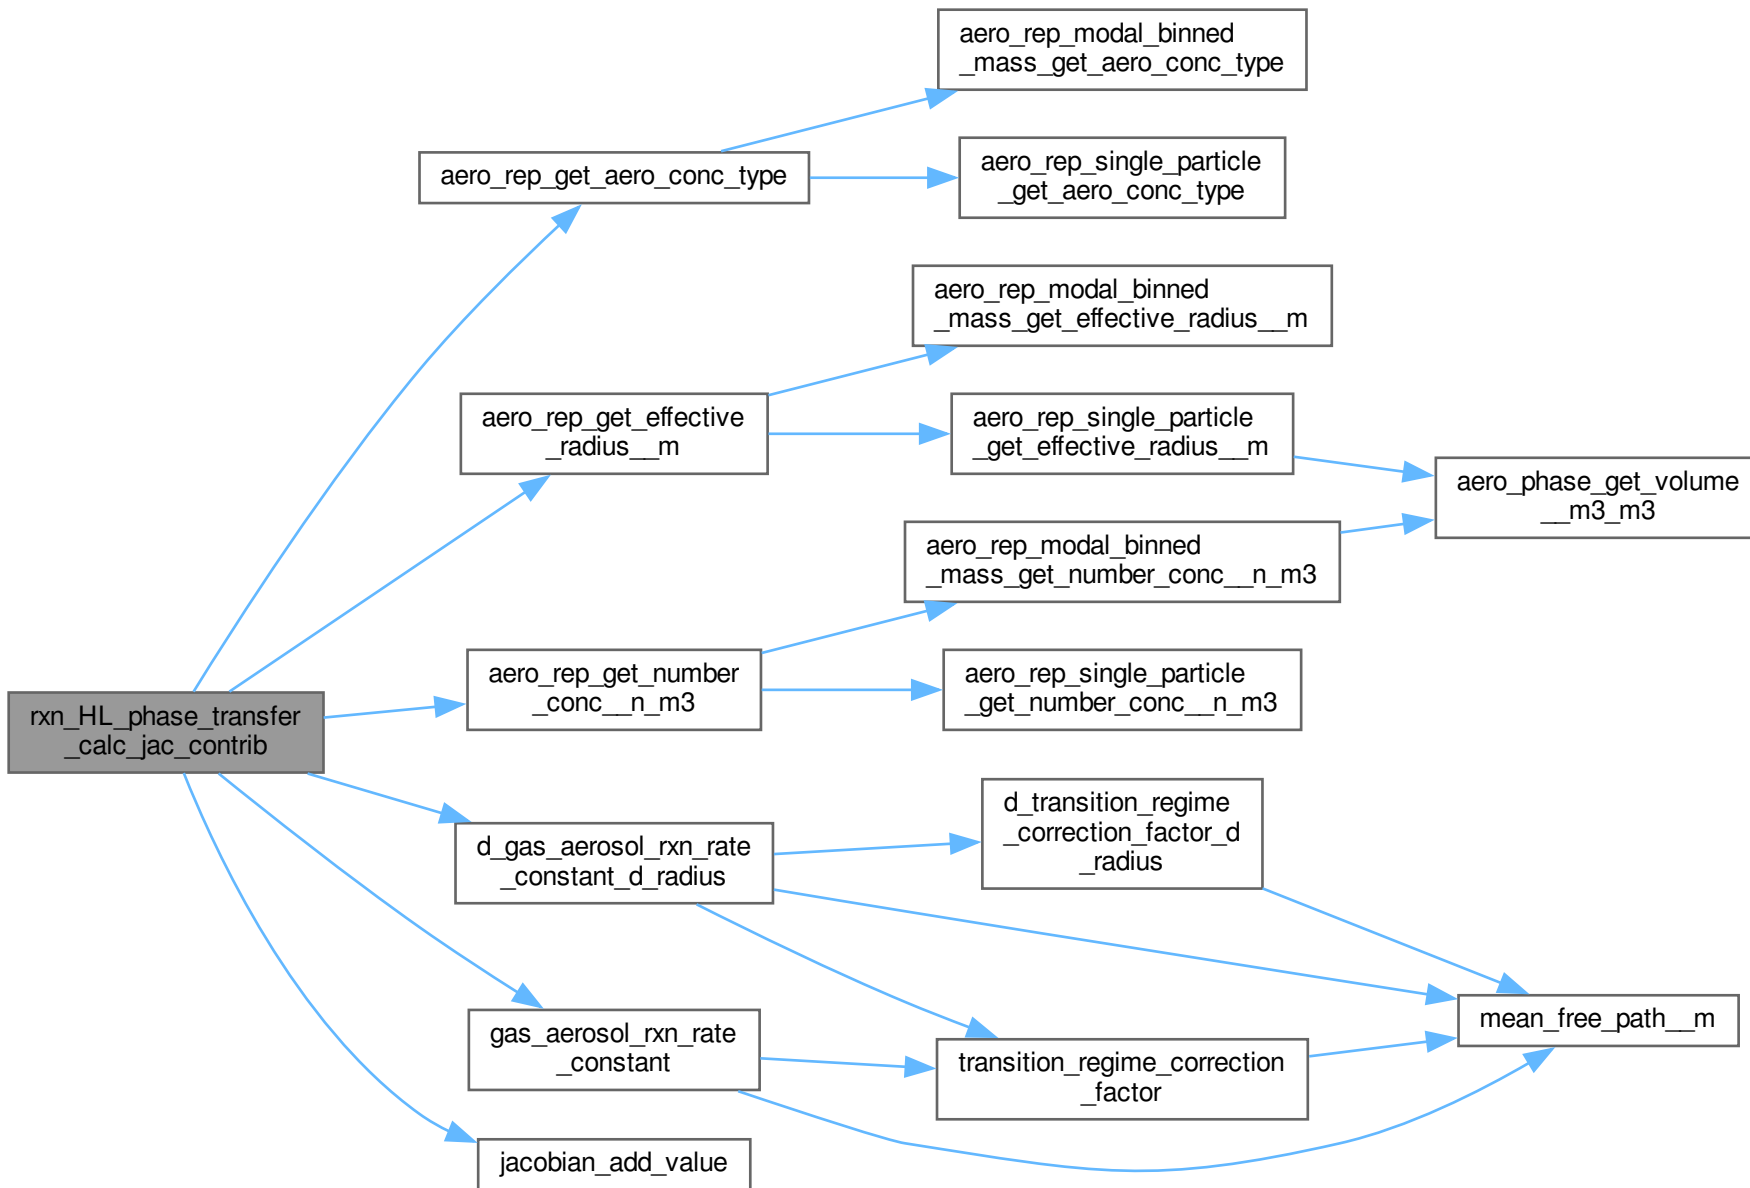 aero_rep_modal_binned
_mass_get_aero_conc_type
aero_rep_get_aero_conc_type
aero_rep_single_particle
_get_aero_conc_type
aero_rep_modal_binned
_mass_get_effective_radius__m
aero_rep_get_effective
_radius__m
aero_rep_single_particle
_get_effective_radius__m
aero_phase_get_volume
__m3_m3
aero_rep_modal_binned
_mass_get_number_conc__n_m3
aero_rep_get_number
_conc__n_m3
aero_rep_single_particle
_get_number_conc__n_m3
rxn_HL_phase_transfer
_calc_jac_contrib
d_transition_regime
_correction_factor_d
_radius
d_gas_aerosol_rxn_rate
_constant_d_radius
mean_free_path__m
gas_aerosol_rxn_rate
_constant
transition_regime_correction
_factor
jacobian_add_value